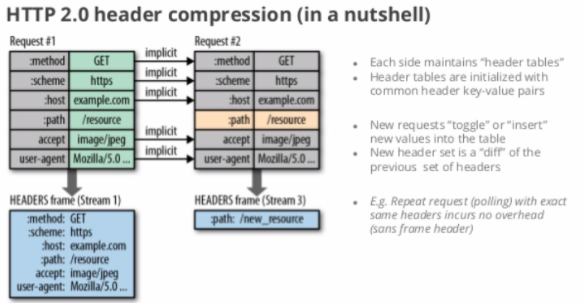 HTTP 2.0 header compression (in a nutshell)
Request #1
implicit
Request #2
:method GET
:method GET
implicit
:scheme https
:scheme https
implicit
:host example.com
:host example.com
:path /resource
:path /resource
implicit
accept image/jpeg
accept image/jpeg
implicit
user-agent Mozilla/5.0 ...
user-agent Mozilla/5.0 ...
HEADERS frame (Stream 1)
:method: GET
:scheme: https
:host: example.com
:path: /resource
accept: image/jpeg
user-agent: Mozilla/5.0 ...
HEADERS frame (Stream 3)
:path: /new_resource
• Each side maintains “header tables”
• Header tables are initialized with
common header key-value pairs
• New requests “toggle” or “insert”
new values into the table
• New header set is a “diff” of the
previous set of headers
• E.g. Repeat request (polling) with exact
same headers incurs no overhead
(sans frame header)